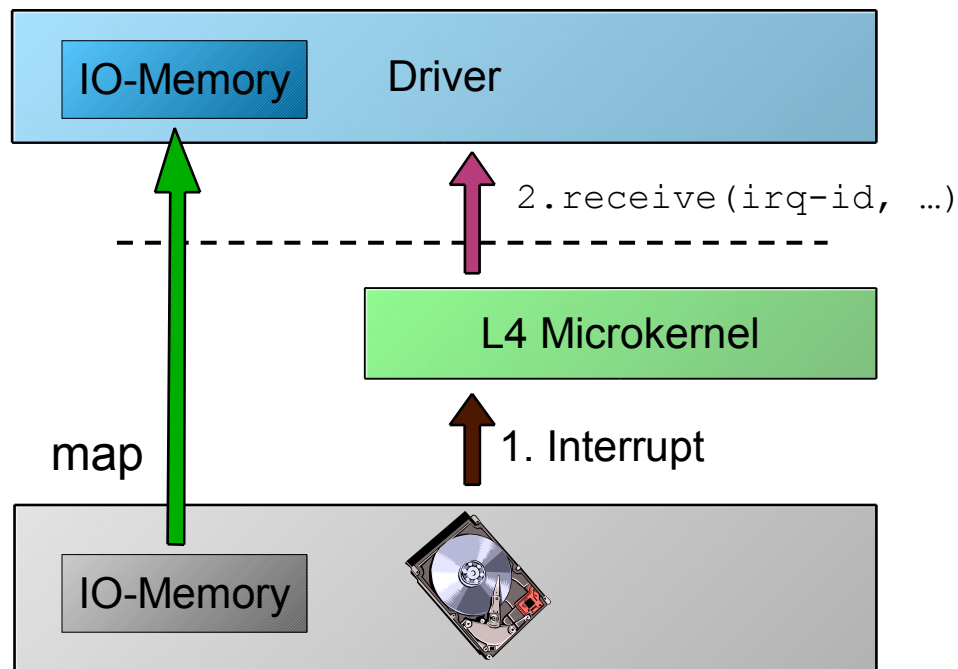 IO-Memory
Driver
2.receive(irq-id, …)
L4 Microkernel
map
1. Interrupt
IO-Memory